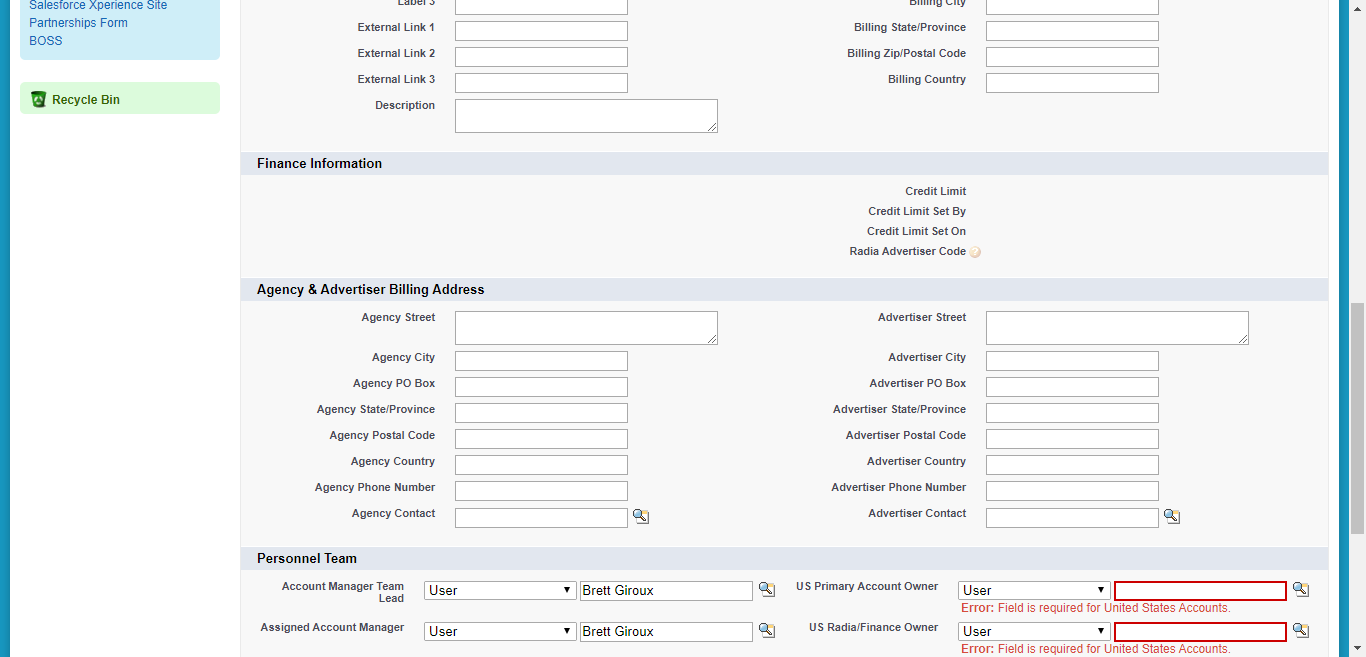 Salesforce Xperience Site
Partnerships Form
BOSS
Recycle Bin
Label 3
Billing City
External Link 1
Billing State/Province
External Link 2
Billing Zip/Postal Code
External Link 3
Billing Country
Description
Finance Information
Credit Limit
Credit Limit Set By
Credit Limit Set On
Radia Advertiser Code ?
Agency & Advertiser Billing Address
Agency Street
Advertiser Street
Agency City
Advertiser City
Agency PO Box
Advertiser PO Box
Agency State/Province
Advertiser State/Province
Agency Postal Code
Advertiser Postal Code
Agency Country
Advertiser Country
Agency Phone Number
Advertiser Phone Number
Agency Contact
Advertiser Contact
Personnel Team
Account Manager Team
Lead
User
Brett Giroux
US Primary Account Owner
User
Error: Field is required for United States Accounts.
Assigned Account Manager
User
Brett Giroux
US Radia/Finance Owner
User
Error: Field is required for United States Accounts.